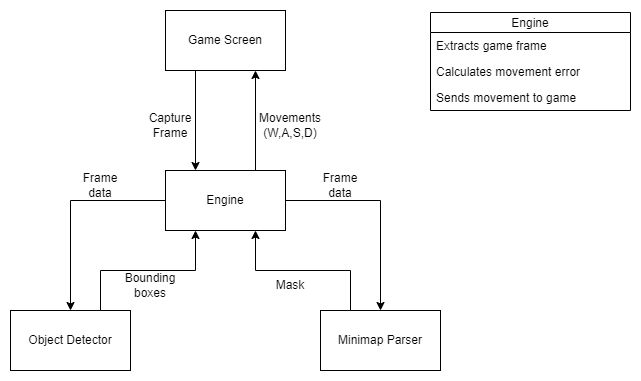 Game Screen
Engine
Extracts game frame
Calculates movement error
Sends movement to game
Capture
Frame
Movements
(W,A,S,D)
Frame
data
Engine
Frame
data
Bounding
boxes
Mask
Object Detector
Minimap Parser